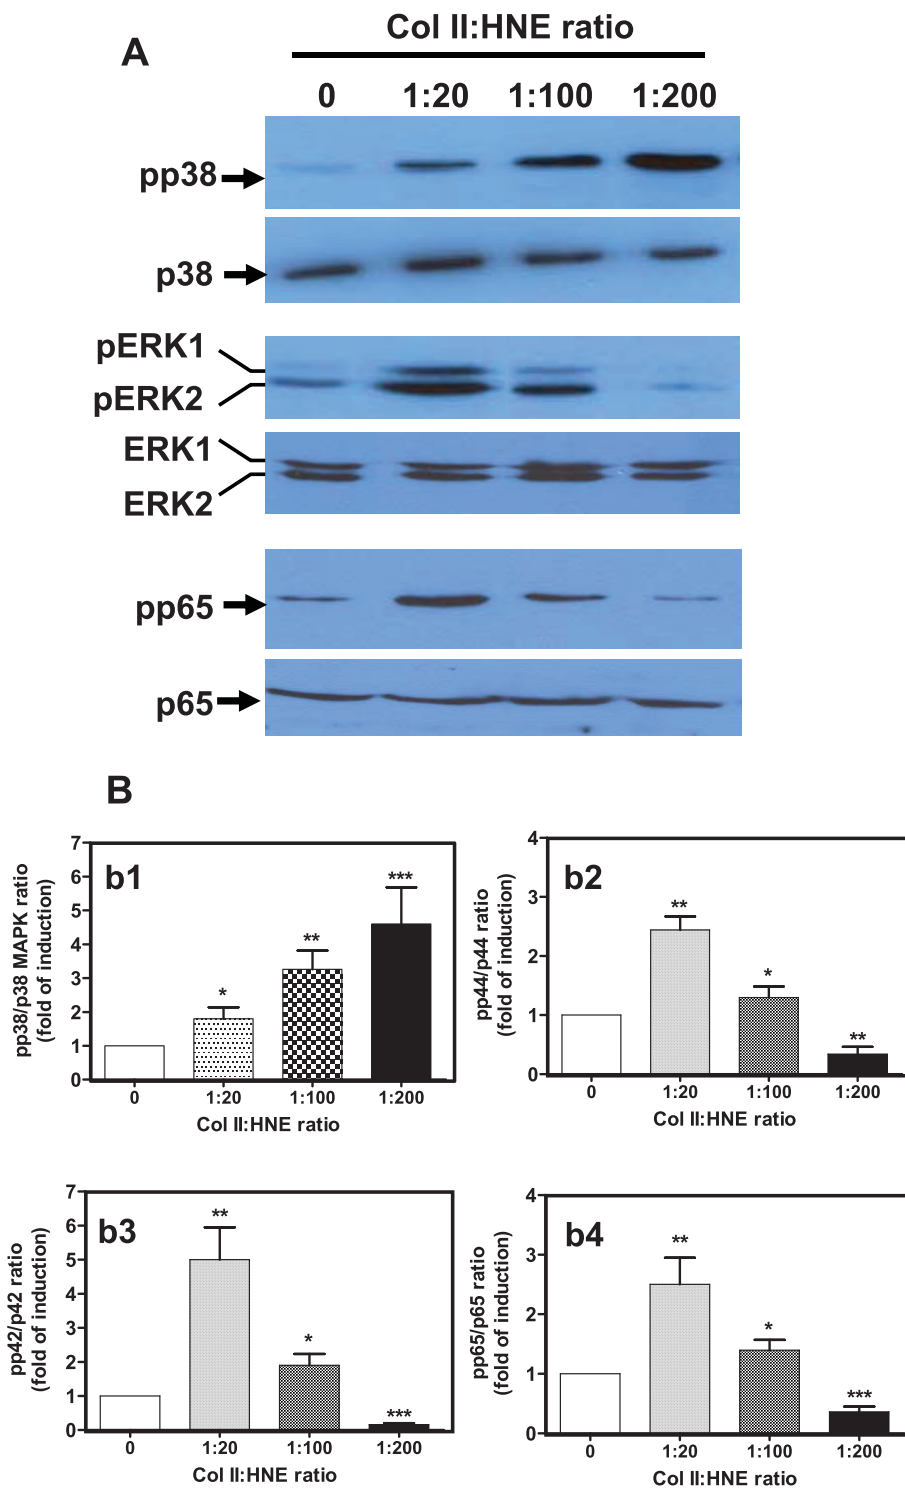 A
Col II:HNE ratio
0 1:20 1:100 1:200
pp38
p38
pERK1
pERK2
ERK1
ERK2
pp65
p65
B
b1
pp38/p38 MAPK ratio
(fold of induction)
7
6
5
4
3
2
1
0
*
**
***
0 1:20 1:100 1:200
Col II:HNE ratio
b2
pp44/p44 ratio
(fold of induction)
4
3
2
1
0
**
*
**
0 1:20 1:100 1:200
Col II:HNE ratio
b3
pp42/p42 ratio
(fold of induction)
7
6
5
4
3
2
1
0
**
*
***
0 1:20 1:100 1:200
Col II:HNE ratio
b4
pp65/p65 ratio
(fold of induction)
4
3
2
1
0
**
*
***
0 1:20 1:100 1:200
Col II:HNE ratio